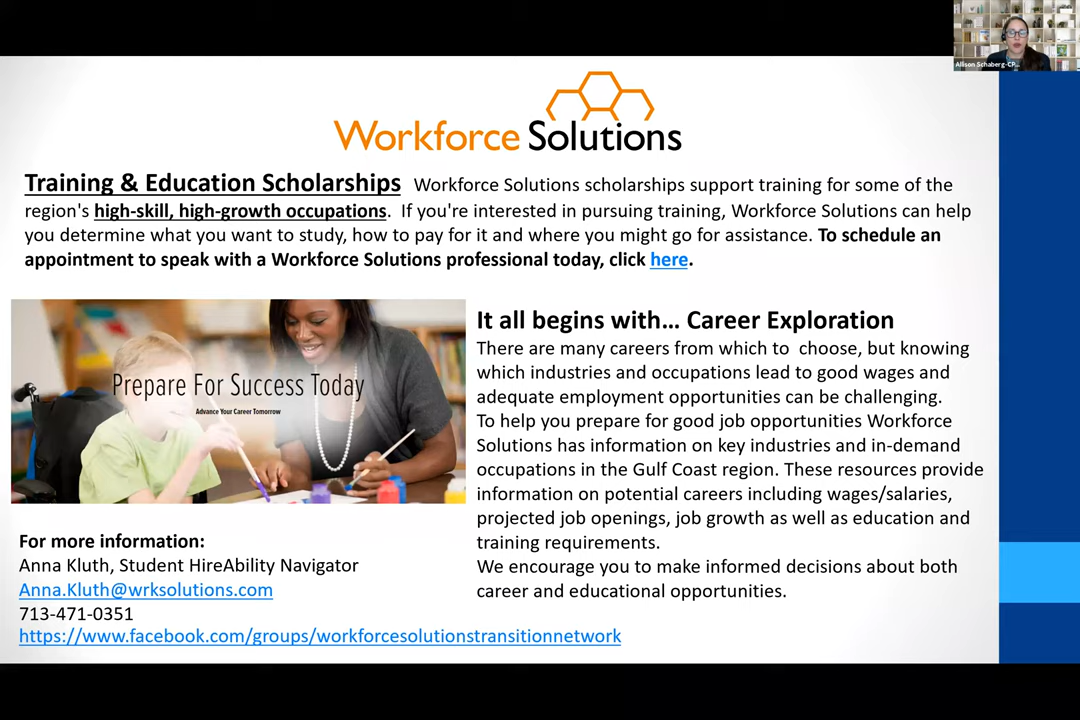 Allison Schaberg-CP...
Workforce Solutions
Training & Education Scholarships Workforce Solutions scholarships support training for some of the
region's high-skill, high-growth occupations. If you're interested in pursuing training, Workforce Solutions can help
you determine what you want to study, how to pay for it and where you might go for assistance. To schedule an
appointment to speak with a Workforce Solutions professional today, click here.
Prepare For Success Today
Advance Your Career Tomorrow
It all begins with… Career Exploration
There are many careers from which to choose, but knowing
which industries and occupations lead to good wages and
adequate employment opportunities can be challenging.
To help you prepare for good job opportunities Workforce
Solutions has information on key industries and in-demand
occupations in the Gulf Coast region. These resources provide
information on potential careers including wages/salaries,
projected job openings, job growth as well as education and
training requirements.
We encourage you to make informed decisions about both
career and educational opportunities.
For more information:
Anna Kluth, Student HireAbility Navigator
Anna.Kluth@wrksolutions.com
713-471-0351
https://www.facebook.com/groups/workforcesolutionstransitionnetwork